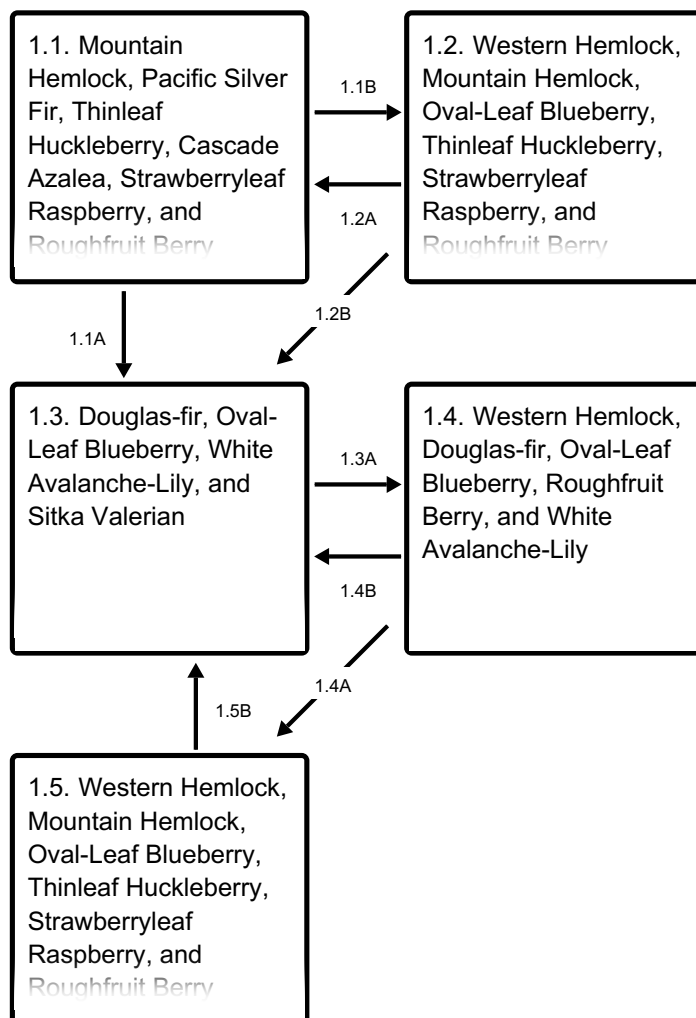 1.1. Mountain
Hemlock, Pacific Silver
Fir, Thinleaf
Huckleberry, Cascade
Azalea, Strawberryleaf
Raspberry, and
Roughfruit Berry
1.1B
1.2A
1.2. Western Hemlock,
Mountain Hemlock,
Oval-Leaf Blueberry,
Thinleaf Huckleberry,
Strawberryleaf
Raspberry, and
Roughfruit Berry
1.1A
1.2B
1.3. Douglas-fir, Oval-
Leaf Blueberry, White
Avalanche-Lily, and
Sitka Valerian
1.3A
1.4B
1.4. Western Hemlock,
Douglas-fir, Oval-Leaf
Blueberry, Roughfruit
Berry, and White
Avalanche-Lily
1.5B
1.4A
1.5. Western Hemlock,
Mountain Hemlock,
Oval-Leaf Blueberry,
Thinleaf Huckleberry,
Strawberryleaf
Raspberry, and
Roughfruit Berry